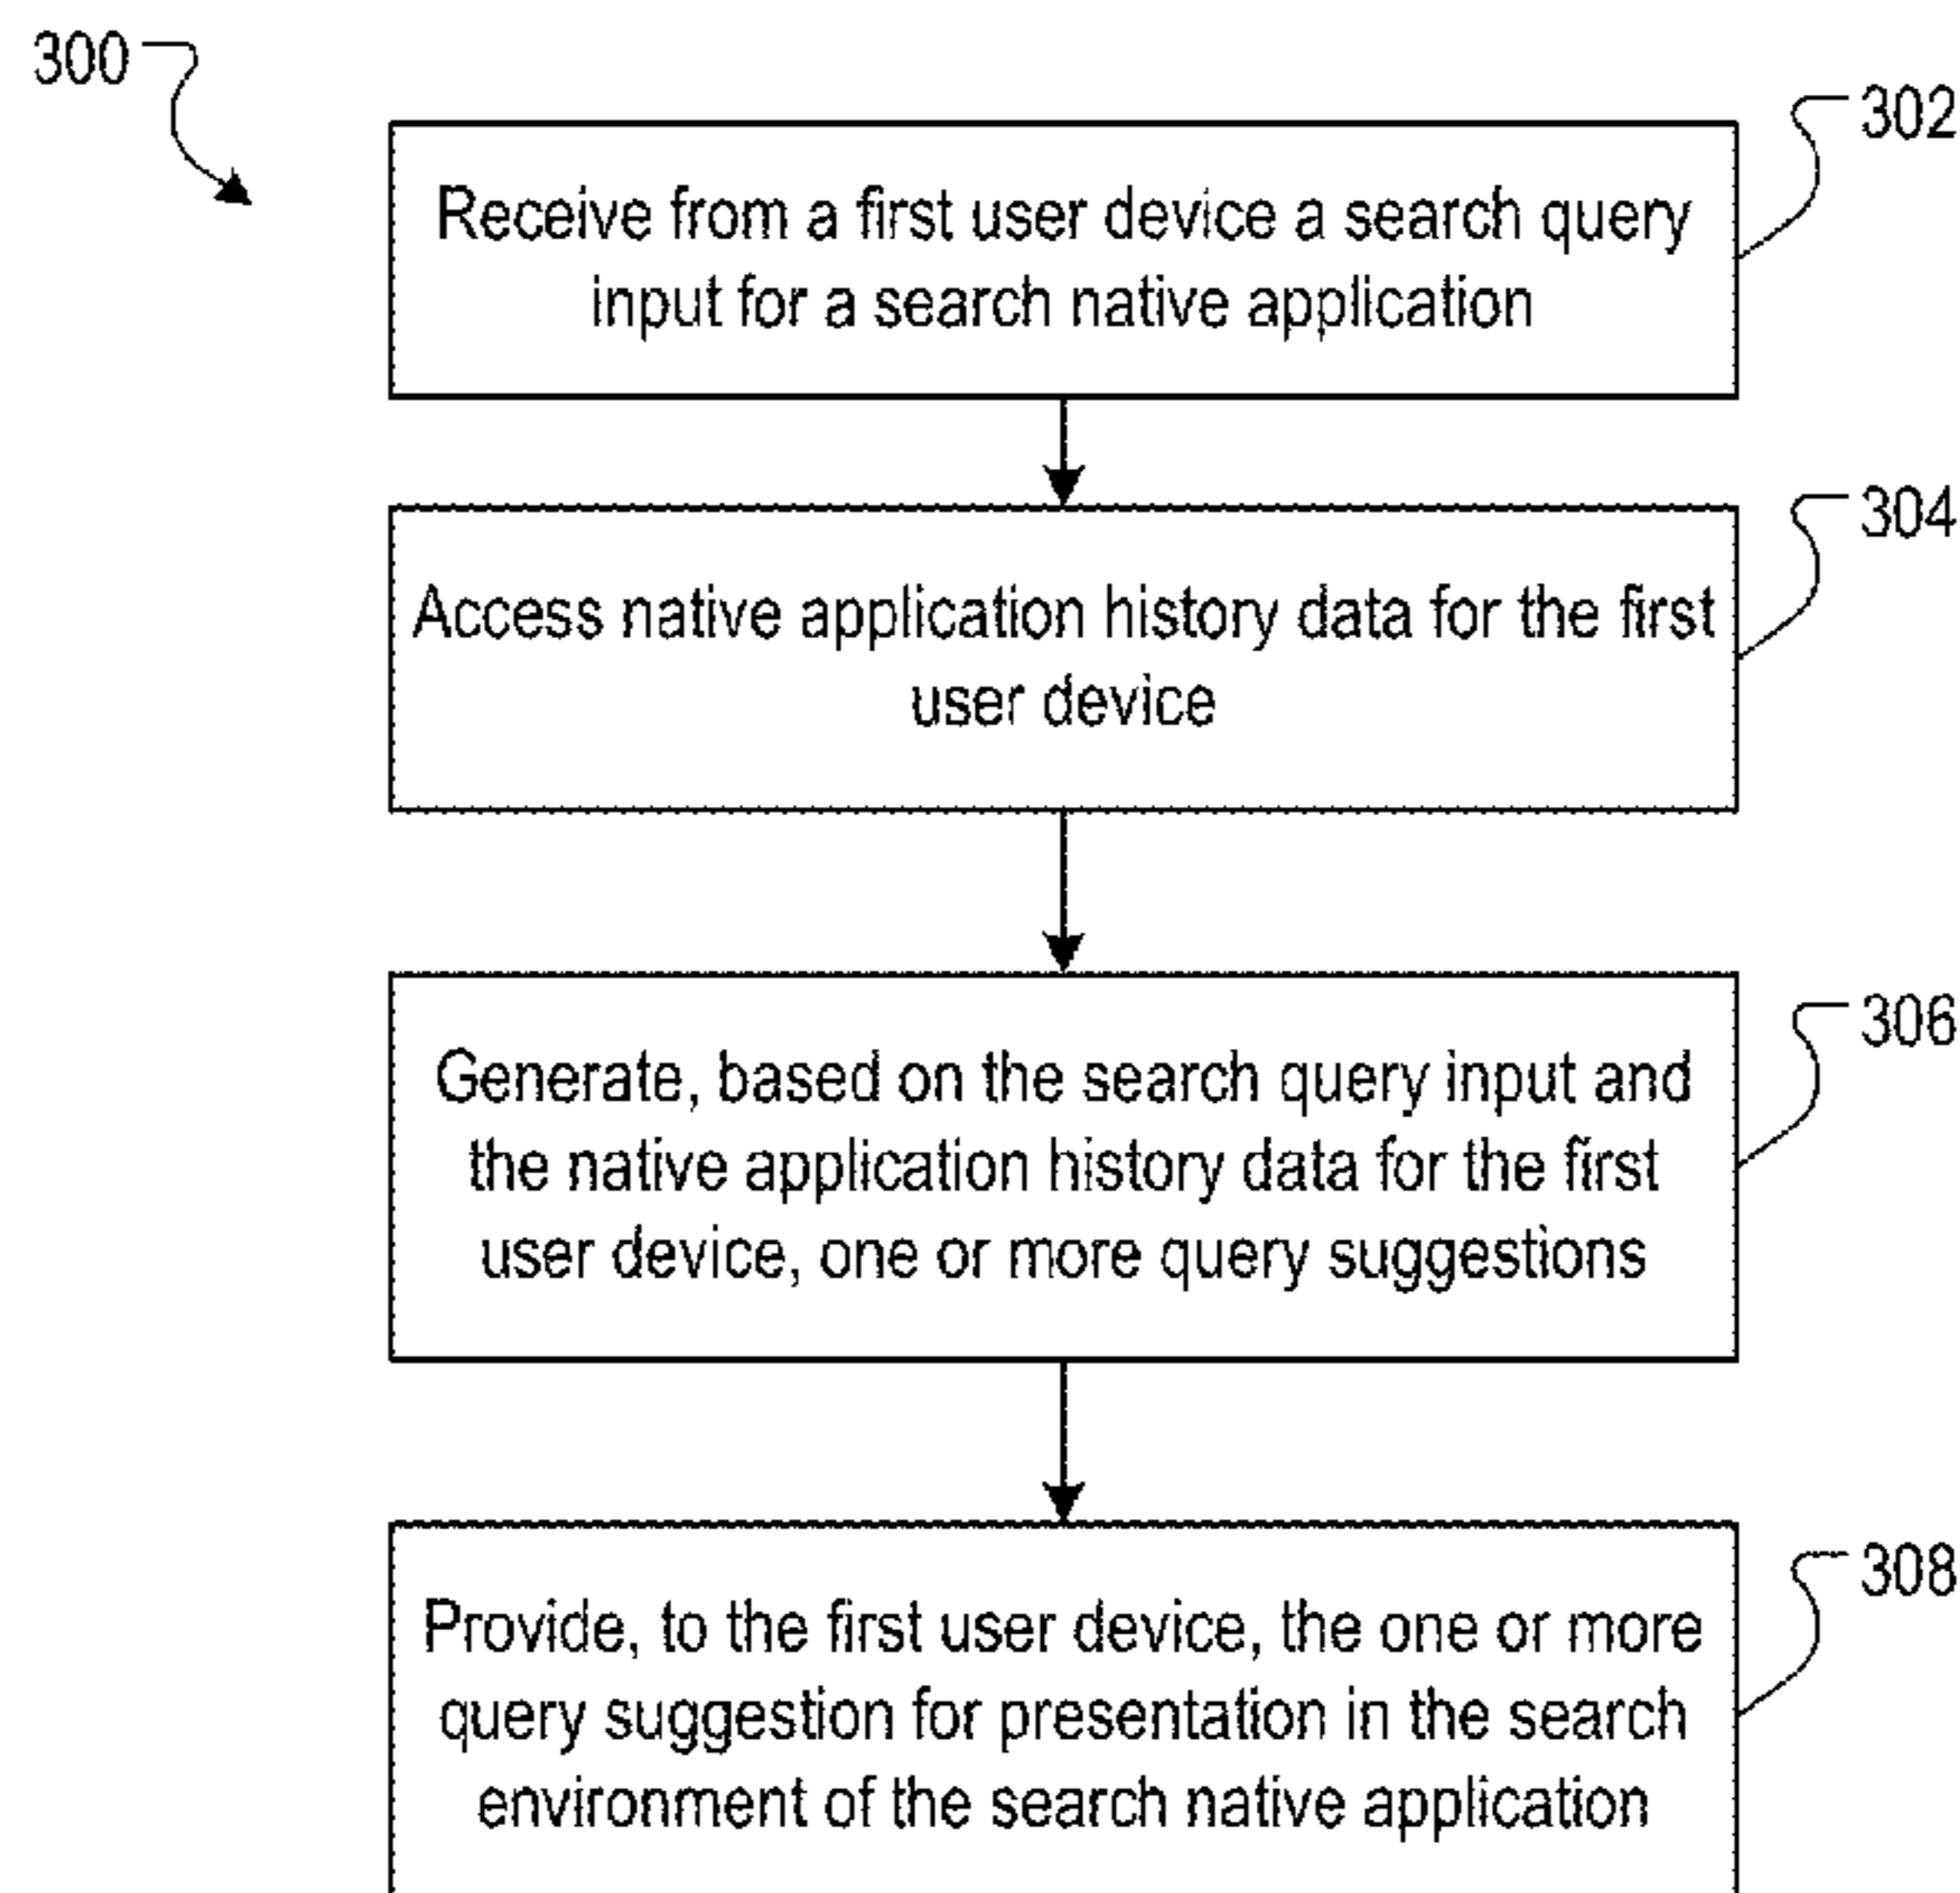 300
302
Receive from a first user device a search query
input for a search native application
304
Access native application history data for the first
user device
306
Generate, based on the search query input and
the native application history data for the first
user device, one or more query suggestions
308
Provide, to the first user device, the one or more
query suggestion for presentation in the search
environment of the search native application